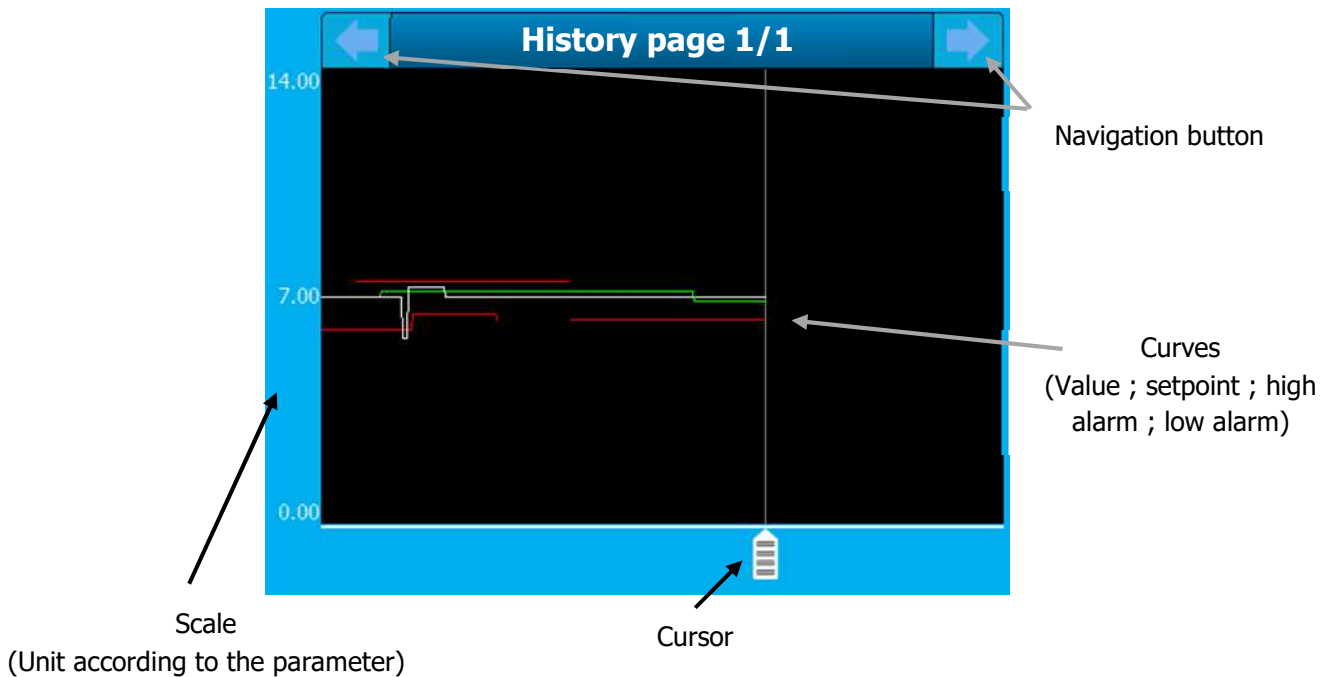 History page 1/1
14.00
Navigation button
7.00
Curves
(Value ; setpoint ; high
alarm ; low alarm)
0.00
Scale
(Unit according to the parameter)
Cursor